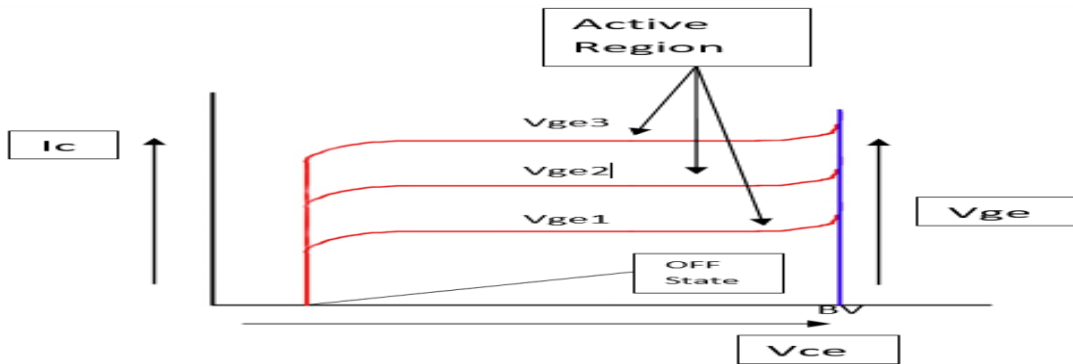 Active
Region
Vge3
Ic
Vge2
Vge
Vge1
OFF
State
BV
Vce